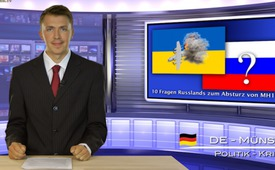 ?
10 Fragen Russlands zum Absturz von MH1
DE - MÜNS
POLITIK - KRI